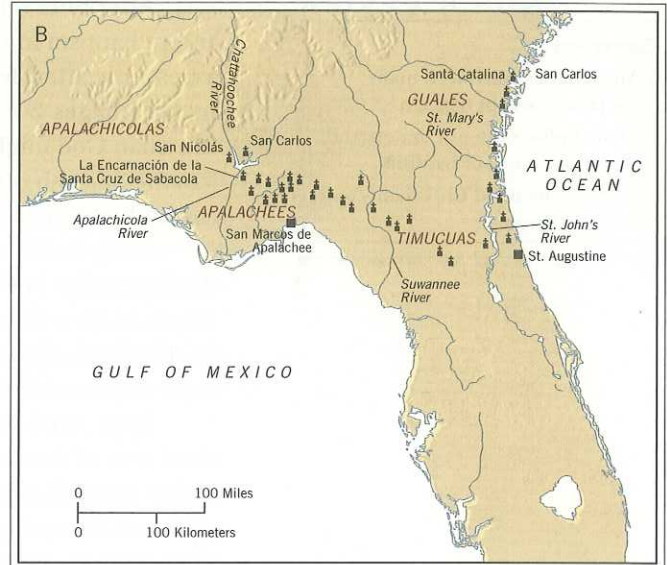 B
Chattahoochee
River
Santa Catalina
San Carlos
GUALES
St. Mary's
River
APALACHICOLAS
San Nicolás
San Carlos
La Encarnación de la
Santa Cruz de Sabacola
ATLANTIC
OCEAN
Apalachicola
River
APALACHEES
San Marcos de
Apalachee
TIMUCUAS
St. John's
River
St. Augustine
Suwannee
River
GULF OF MEXICO
0
100 Miles
0
100 Kilometers